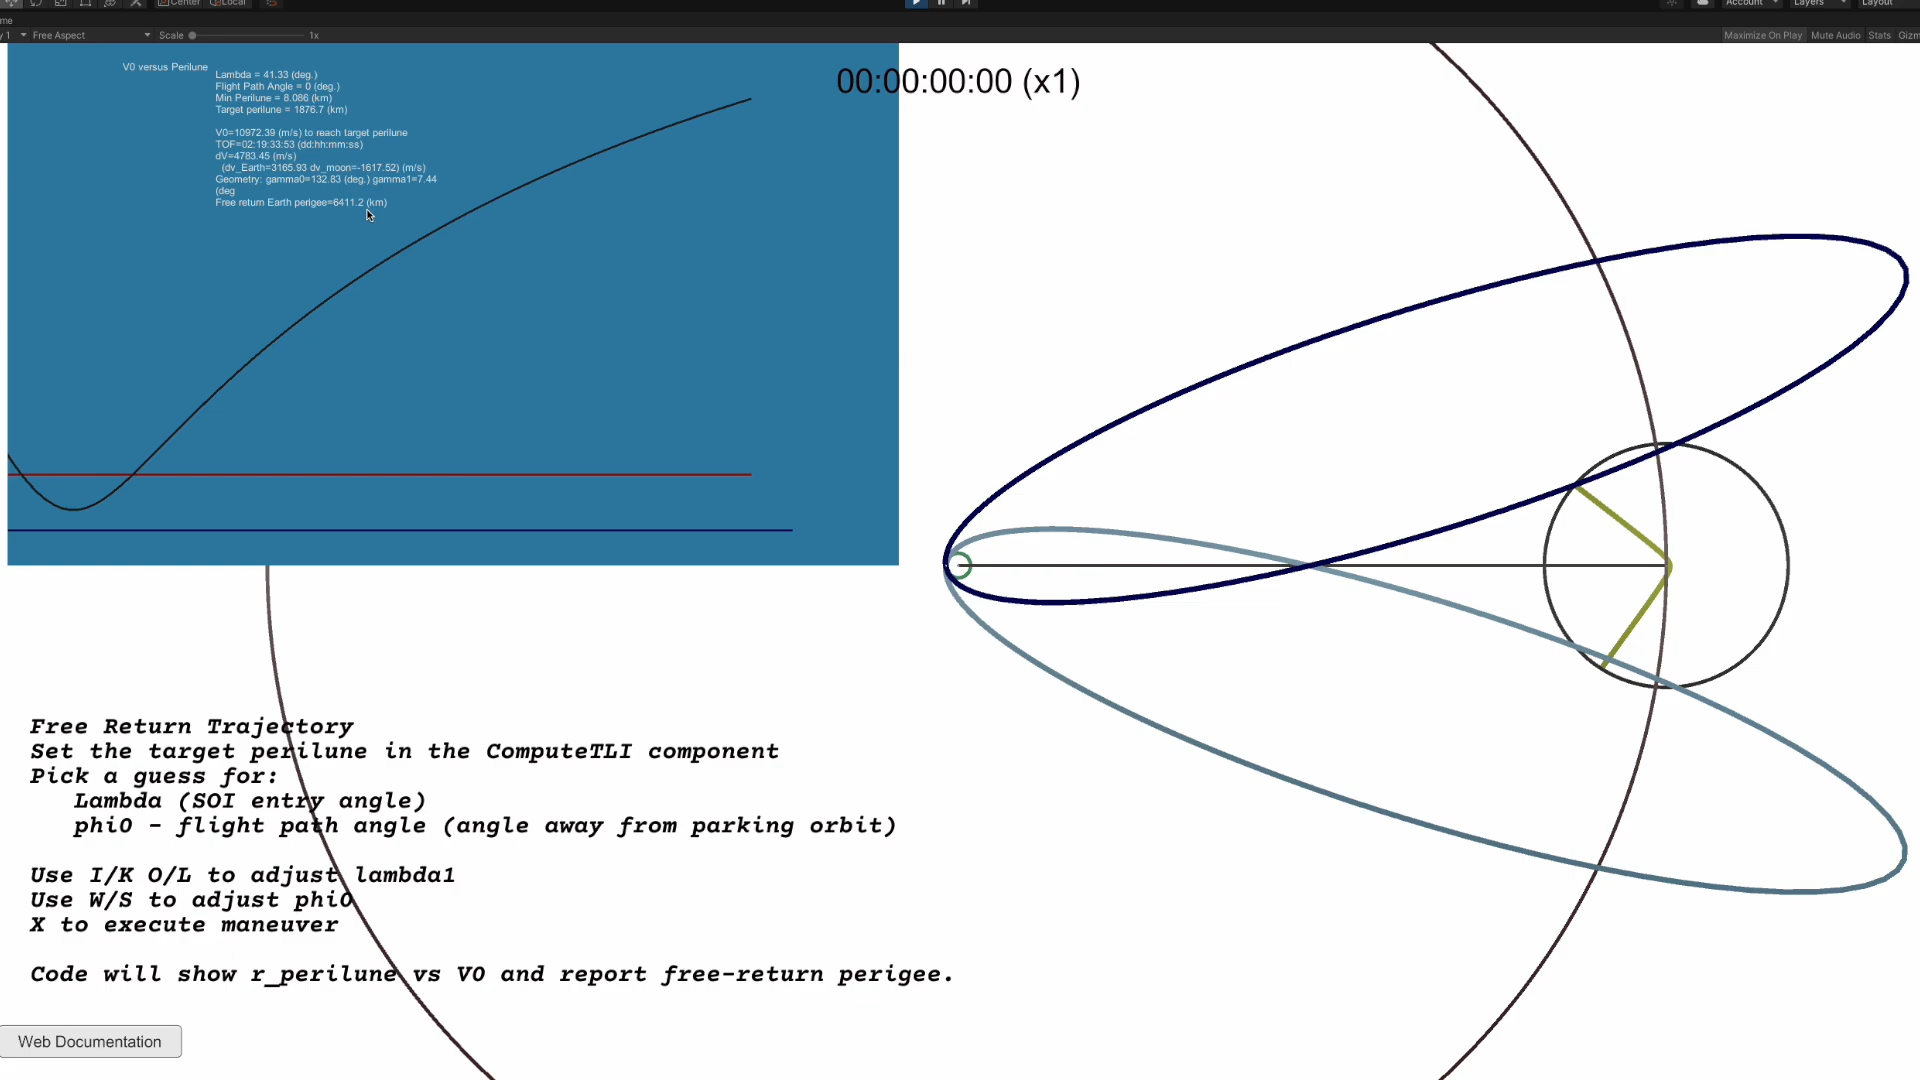 Center
Local
Account
Layers
Layout
me
y 1
Free Aspect
Scale
1x
Maximize On Play
Mute Audio
Stats
Gizm
V0 versus Perilune
Lambda = 41.33 (deg.)
Flight Path Angle = 0 (deg.)
Min Perilune = 8.086 (km)
Target perilune = 1876.7 (km)
V0=10972.39 (m/s) to reach target perilune
TOF=02:19:33:53 (dd:hh:mm:ss)
dV=4783.45 (m/s)
(dv_Earth=3165.93 dv_moon=-1617.52) (m/s)
Geometry: gamma0=132.83 (deg.) gamma1=7.44
(deg
Free return Earth perigee=6411.2 (km)
00:00:00:00 (x1)
Free Return Trajectory
Set the target perilune in the ComputeTLI component
Pick a guess for:
Lambda (SOI entry angle)
phi0 - flight path angle (angle away from parking orbit)
Use I/K O/L to adjust lambda1
Use W/S to adjust phi0
X to execute maneuver
Code will show r_perilune vs V0 and report free-return perigee.
Web Documentation